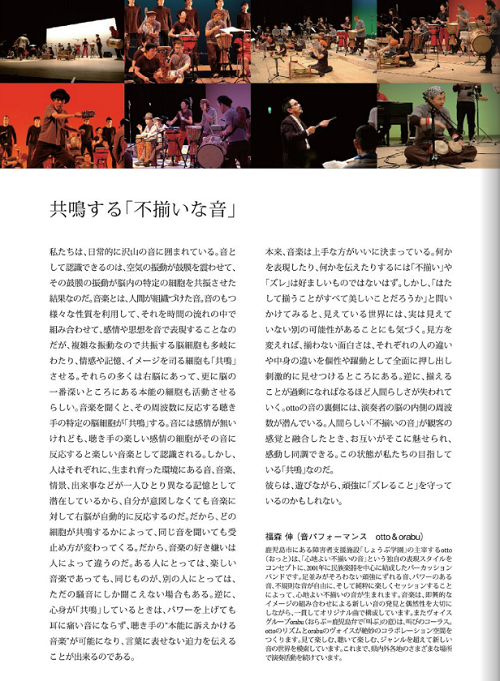 共鳴する「不揃いな音」
私たちは、日常的に沢山の音に囲まれている。音と
して認識できるのは、空気の振動が鼓膜を震わせて、
その鼓膜の振動が脳内の特定の細胞を共振させた
結果なのだ。音楽とは、人間が組織づけた音。音のもつ
様々な性質を利用して、それを時間の流れの中で
組み合わせて、感情や思想を音で表現することなの
だが、複雑な振動なので共振する脳細胞も多岐に
わたり、情感や記憶、イメージを司る細胞も「共鳴」
させる。それらの多くは右脳にあって、更に脳の
一番深いところにある本能の細胞も活動させる
らしい。音楽を聞くと、その周波数に反応する聴き
手の特定の脳細胞が「共鳴」する。音には感情が無い
けれども、聴き手の楽しい感情の細胞がその音に
反応すると楽しい音楽として認識される。しかし、
人はそれぞれに、生まれ育った環境にある音、音楽、
情景、出来事などが一人ひとり異なる記憶として
潜在しているから、自分が意図しなくても音楽に
対して右脳が自動的に反応するのだ。だから、どの
細胞が共鳴するかによって、同じ音を聞いても受
止め方が変わってくる。だから、音楽の好き嫌いは
人によって違うのだ。ある人にとっては、楽しい
音楽であっても、同じものが、別の人にとっては、
ただの騒音にしか聞こえない場合もある。逆に、
心身が「共鳴」しているときは、パワーを上げても
耳に痛い音にならず、聴き手の“本能に訴えかける
音楽”が可能になり、言葉に表せない迫力を伝える
ことが出来るのである。
本来、音楽は上手な方がいいに決まっている。何か
を表現したり、何かを伝えたりするには「不揃い」や
「ズレ」は好ましいものではないはず。しかし、「はた
して揃うことがすべて美しいことだろうか」と問い
かけてみると、見えている世界には、実は見えて
いない別の可能性があることにも気づく。見方を
変えれば、揃わない面白さは、それぞれの人の違い
や中身の違いを個性や躍動として全面に押し出し
刺激的に見せつけるところにある。逆に、揃える
ことが過剰になればなるほど人間らしさが失われて
いく。ottoの音の裏側には、演奏者の脳の内側の周波
数が潜んでいる。人間らしい「不揃いの音」が観客の
感覚と融合したとき、お互いがそこに魅せられ、
感動し同調できる。この状態が私たちの目指して
いる「共鳴」なのだ。
彼らは、遊びながら、頑強に「ズレること」を守って
いるのかもしれない。
福森 伸（音パフォーマンス otto＆orabu）
鹿児島市にある障害者支援施設「しょうぶ学園」の主宰するotto
（おっと）は、「心地よい不揃いの音」という独自の表現スタイルを
コンセプトに、2001年に民族楽器を中心に結成したパーカッション
バンドです。足並みがそろわない頑強にずれる音、パワーのある
音、不規則な音が自由に、そして純粋に楽しくセッションすること
によって、心地よい不揃いの音が生まれます。音楽は、即興的な
イメージの組み合わせによる新しい音の発見と偶然性を大切に
しながら、一貫してオリジナル曲で構成しています。またヴォイス
グループorabu（おらぶ＝鹿児島弁で「叫ぶ」の意）は、叫びのコーラス。
ottoのリズムとorabuのヴォイスが絶妙のコラボレーション空間を
つくります。見て楽しむ、聴いて楽しむ、ジャンルを超えて新しい
音の世界を模索しています。これまで、県内外各地のさまざまな場所
で演奏活動を続けています。